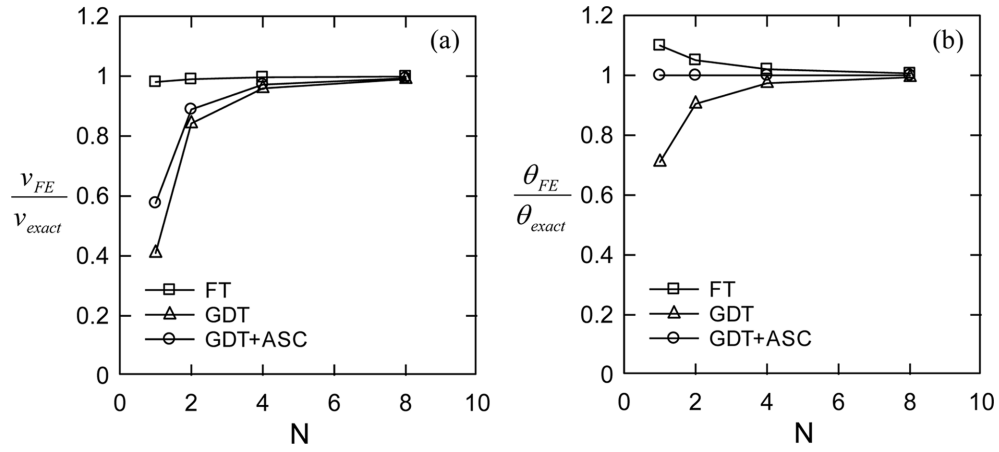 (a)
1.2
1
0.8
0.6
0.4
0.2
0
v_FE
v_exact
FT
GDT
GDT+ASC
0 2 4 6 8 10
N
(b)
1.2
1
0.8
0.6
0.4
0.2
0
θ_FE
θ_exact
FT
GDT
GDT+ASC
0 2 4 6 8 10
N